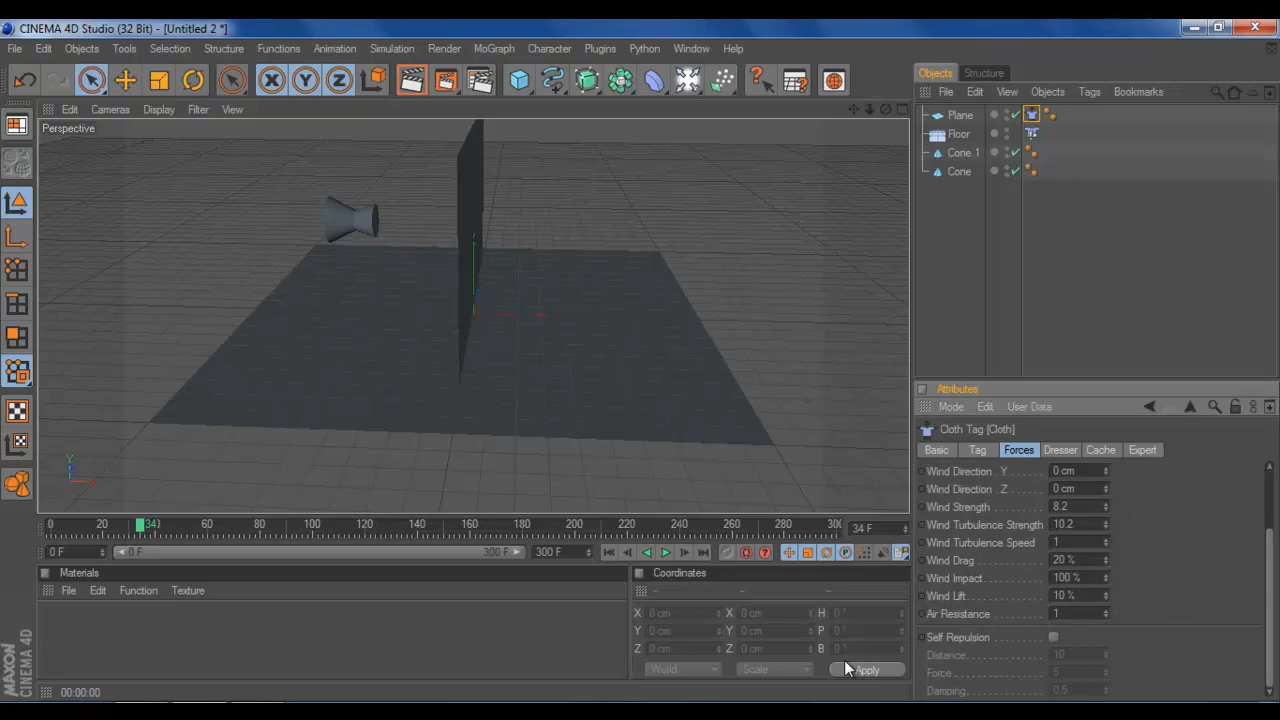 CINEMA 4D Studio (32 Bit) - [Untitled 2 *]
File Edit Objects Tools Selection Structure Functions Animation Simulation Render MoGraph Character Plugins Python Window Help
X Y Z
Objects Structure
File Edit View Objects Tags Bookmarks
Edit Cameras Display Filter View
Perspective
Plane
Floor
Cone.1
Cone
Attributes
Mode Edit User Data
Cloth Tag [Cloth]
Basic Tag Forces Dresser Cache Expert
Wind Direction . Y 0 cm
Wind Direction . Z 0 cm
Wind Strength 8.2
Wind Turbulence Strength 10.2
Wind Turbulence Speed 1
Wind Drag 20 %
Wind Impact 100 %
Wind Lift 10 %
Air Resistance 1
Self Repulsion
Distance 10
Force 5
Damping 0.5
Y
Z
X
0 20 34 60 80 100 120 140 160 180 200 220 240 260 280 30 34 F
0 F 0 F 300 F 300 F
Materials
File Edit Function Texture
Coordinates
-- -- --
X 0 cm X 0 cm H 0 °
Y 0 cm Y 0 cm P 0 °
Z 0 cm Z 0 cm B 0 °
World Scale Apply
MAXON CINEMA 4D
00:00:00